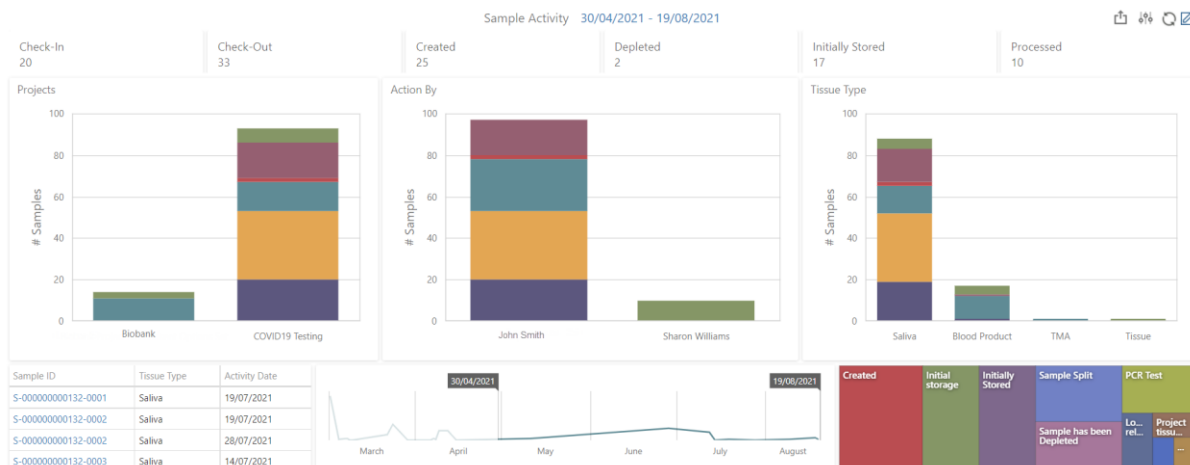 Sample Activity 30/04/2021 - 19/08/2021
Check-In
20
Check-Out
33
Created
25
Depleted
2
Initially Stored
17
Processed
10
Projects
100
80
60
40
20
0
# Samples
Biobank
COVID19 Testing
Action By
100
80
60
40
20
0
# Samples
John Smith
Sharon Williams
Tissue Type
100
80
60
40
20
0
# Samples
Saliva
Blood Product
TMA
Tissue
Sample ID Tissue Type Activity Date
S-000000000132-0001 Saliva 19/07/2021
S-000000000132-0002 Saliva 19/07/2021
S-000000000132-0002 Saliva 28/07/2021
S-000000000132-0003 Saliva 14/07/2021
30/04/2021
19/08/2021
March April May June July August
Created
Initial
storage
Initially
Stored
Sample Split
Sample has been
Depleted
PCR Test
Lo...
rel...
Project
tissu...
...